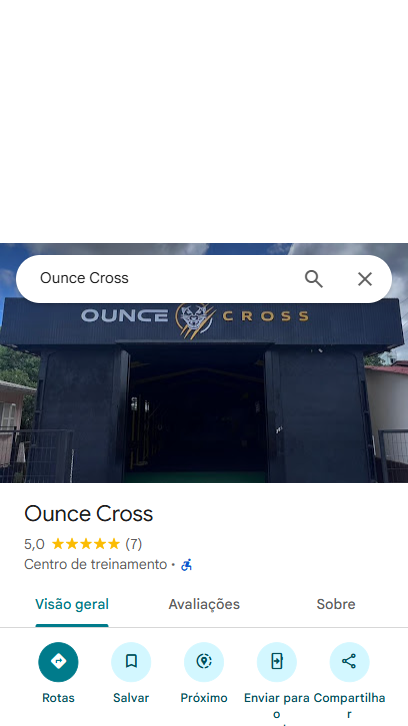 Ounce Cross
OUNCE CROSS
Ounce Cross
5,0 (7)
Centro de treinamento •
Visão geral Avaliações Sobre
Rotas Salvar Próximo Enviar para Compartilha
o r